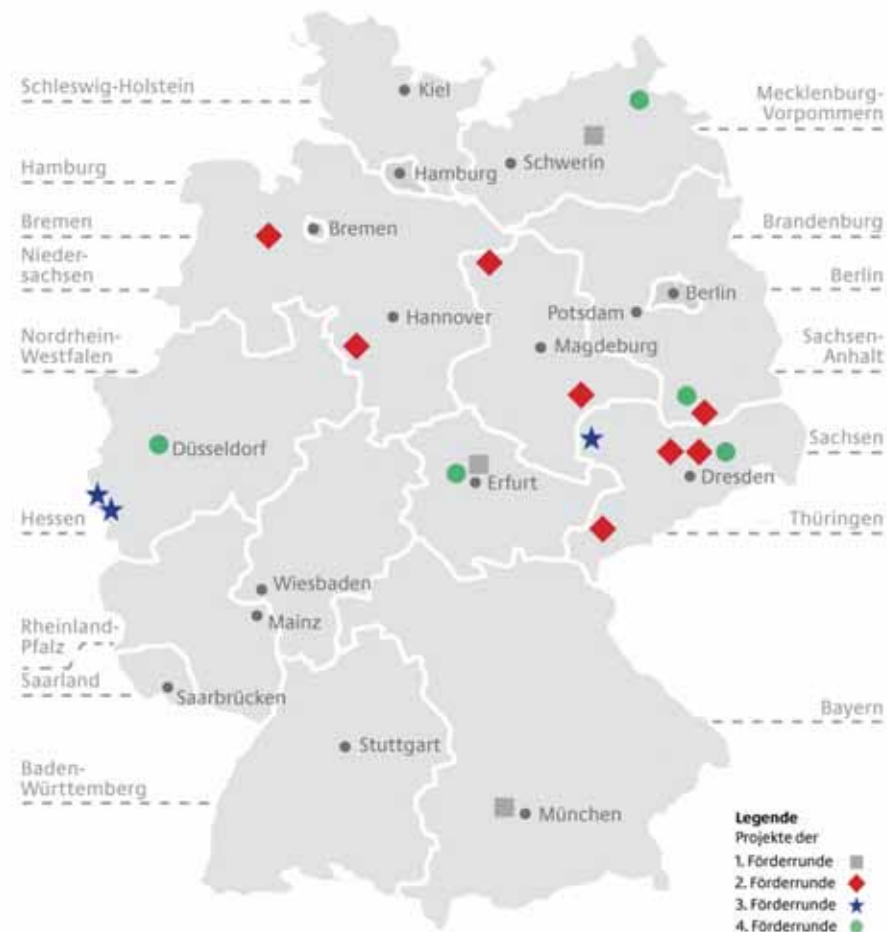 Schleswig-Holstein
Kiel
Mecklenburg-
Vorpommern
Hamburg
Hamburg
Schwerin
Bremen
Bremen
Brandenburg
Nieder-
sachsen
Berlin
Berlin
Hannover
Potsdam
Nordrhein-
Westfalen
Magdeburg
Sachsen-
Anhalt
Düsseldorf
Sachsen
Erfurt
Dresden
Hessen
Thüringen
Wiesbaden
Mainz
Rheinland-
Pfalz
Saarland
Saarbrücken
Bayern
Stuttgart
Baden-
Württemberg
München
Legende
Projekte der
1. Förderrunde
2. Förderrunde
3. Förderrunde
4. Förderrunde